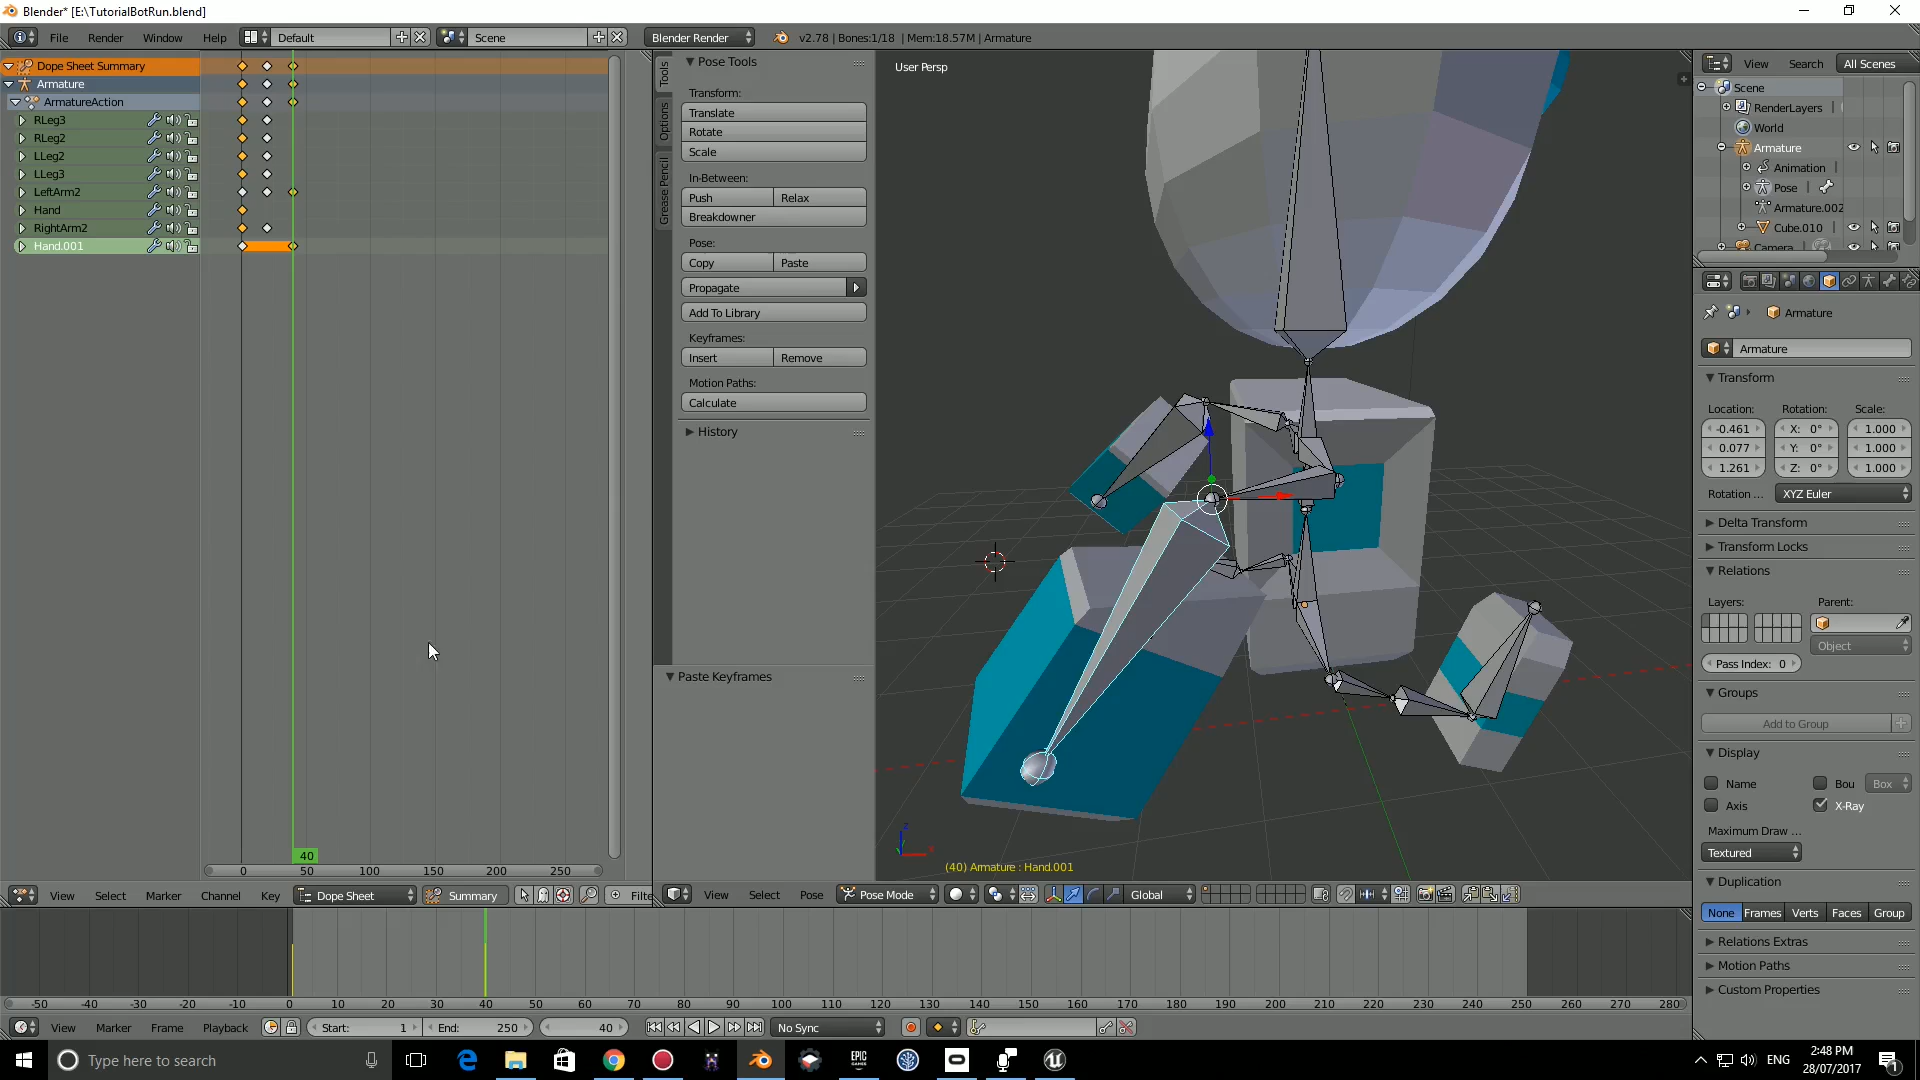 Blender* [E:\TutorialBotRun.blend]
File Render Window Help Default Scene Blender Render v2.78 | Bones:1/18 | Mem:18.57M | Armature
Dope Sheet Summary
Armature
ArmatureAction
RLeg3
RLeg2
LLeg2
LLeg3
LeftArm2
Hand
RightArm2
Hand.001
40
0 50 100 150 200 250
View Select Marker Channel Key Dope Sheet Summary Filte
Tools
Options
Grease Pencil
Pose Tools
Transform:
Translate
Rotate
Scale
In-Between:
Push Relax
Breakdowner
Pose:
Copy Paste
Propagate
Add To Library
Keyframes:
Insert Remove
Motion Paths:
Calculate
History
Paste Keyframes
User Persp
(40) Armature : Hand.001
View Select Pose Pose Mode Global
View Search All Scenes
Scene
RenderLayers
World
Armature
Animation
Pose
Armature.002
Cube.010
Camera
Armature
Armature
Transform
Location: Rotation: Scale:
-0.461 X: 0° 1.000
0.077 Y: 0° 1.000
1.261 Z: 0° 1.000
Rotation ... XYZ Euler
Delta Transform
Transform Locks
Relations
Layers: Parent:
Object
Pass Index: 0
Groups
Add to Group
Display
Name Bou Box
Axis X-Ray
Maximum Draw ...
Textured
Duplication
None Frames Verts Faces Group
Relations Extras
Motion Paths
Custom Properties
-50 -40 -30 -20 -10 0 10 20 30 40 50 60 70 80 90 100 110 120 130 140 150 160 170 180 190 200 210 220 230 240 250 260 270 280
View Marker Frame Playback Start: 1 End: 250 40 No Sync
Type here to search
EPIC GAMES
ENG
2:48 PM
28/07/2017
1